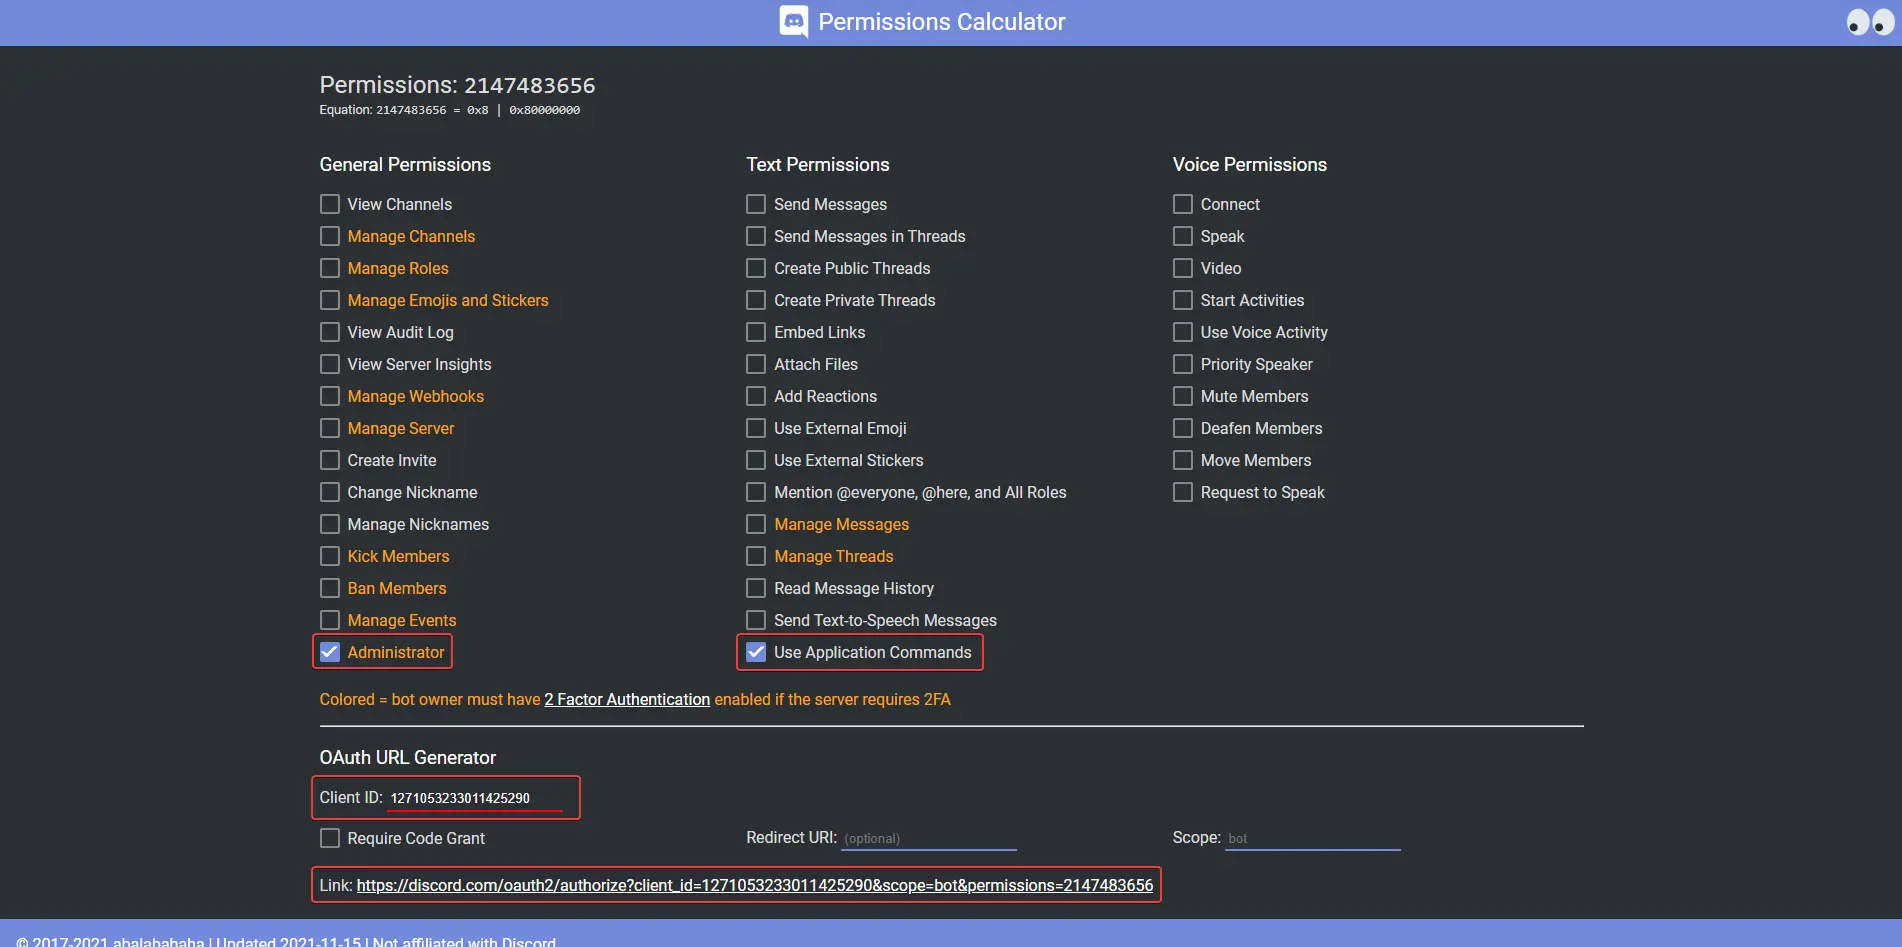 Permissions Calculator
Permissions: 2147483656
Equation: 2147483656 = 0x8 | 0x80000000
General Permissions
View Channels
Manage Channels
Manage Roles
Manage Emojis and Stickers
View Audit Log
View Server Insights
Manage Webhooks
Manage Server
Create Invite
Change Nickname
Manage Nicknames
Kick Members
Ban Members
Manage Events
Administrator
Text Permissions
Send Messages
Send Messages in Threads
Create Public Threads
Create Private Threads
Embed Links
Attach Files
Add Reactions
Use External Emoji
Use External Stickers
Mention @everyone, @here, and All Roles
Manage Messages
Manage Threads
Read Message History
Send Text-to-Speech Messages
Use Application Commands
Voice Permissions
Connect
Speak
Video
Start Activities
Use Voice Activity
Priority Speaker
Mute Members
Deafen Members
Move Members
Request to Speak
Colored = bot owner must have 2 Factor Authentication enabled if the server requires 2FA
OAuth URL Generator
Client ID: 1271053233011425290
Require Code Grant
Redirect URI: (optional)
Scope: bot
Link: https://discord.com/oauth2/authorize?client_id=1271053233011425290&scope=bot&permissions=2147483656
© 2017-2021 abalabahaha | Updated 2021-11-15 | Not affiliated with Discord